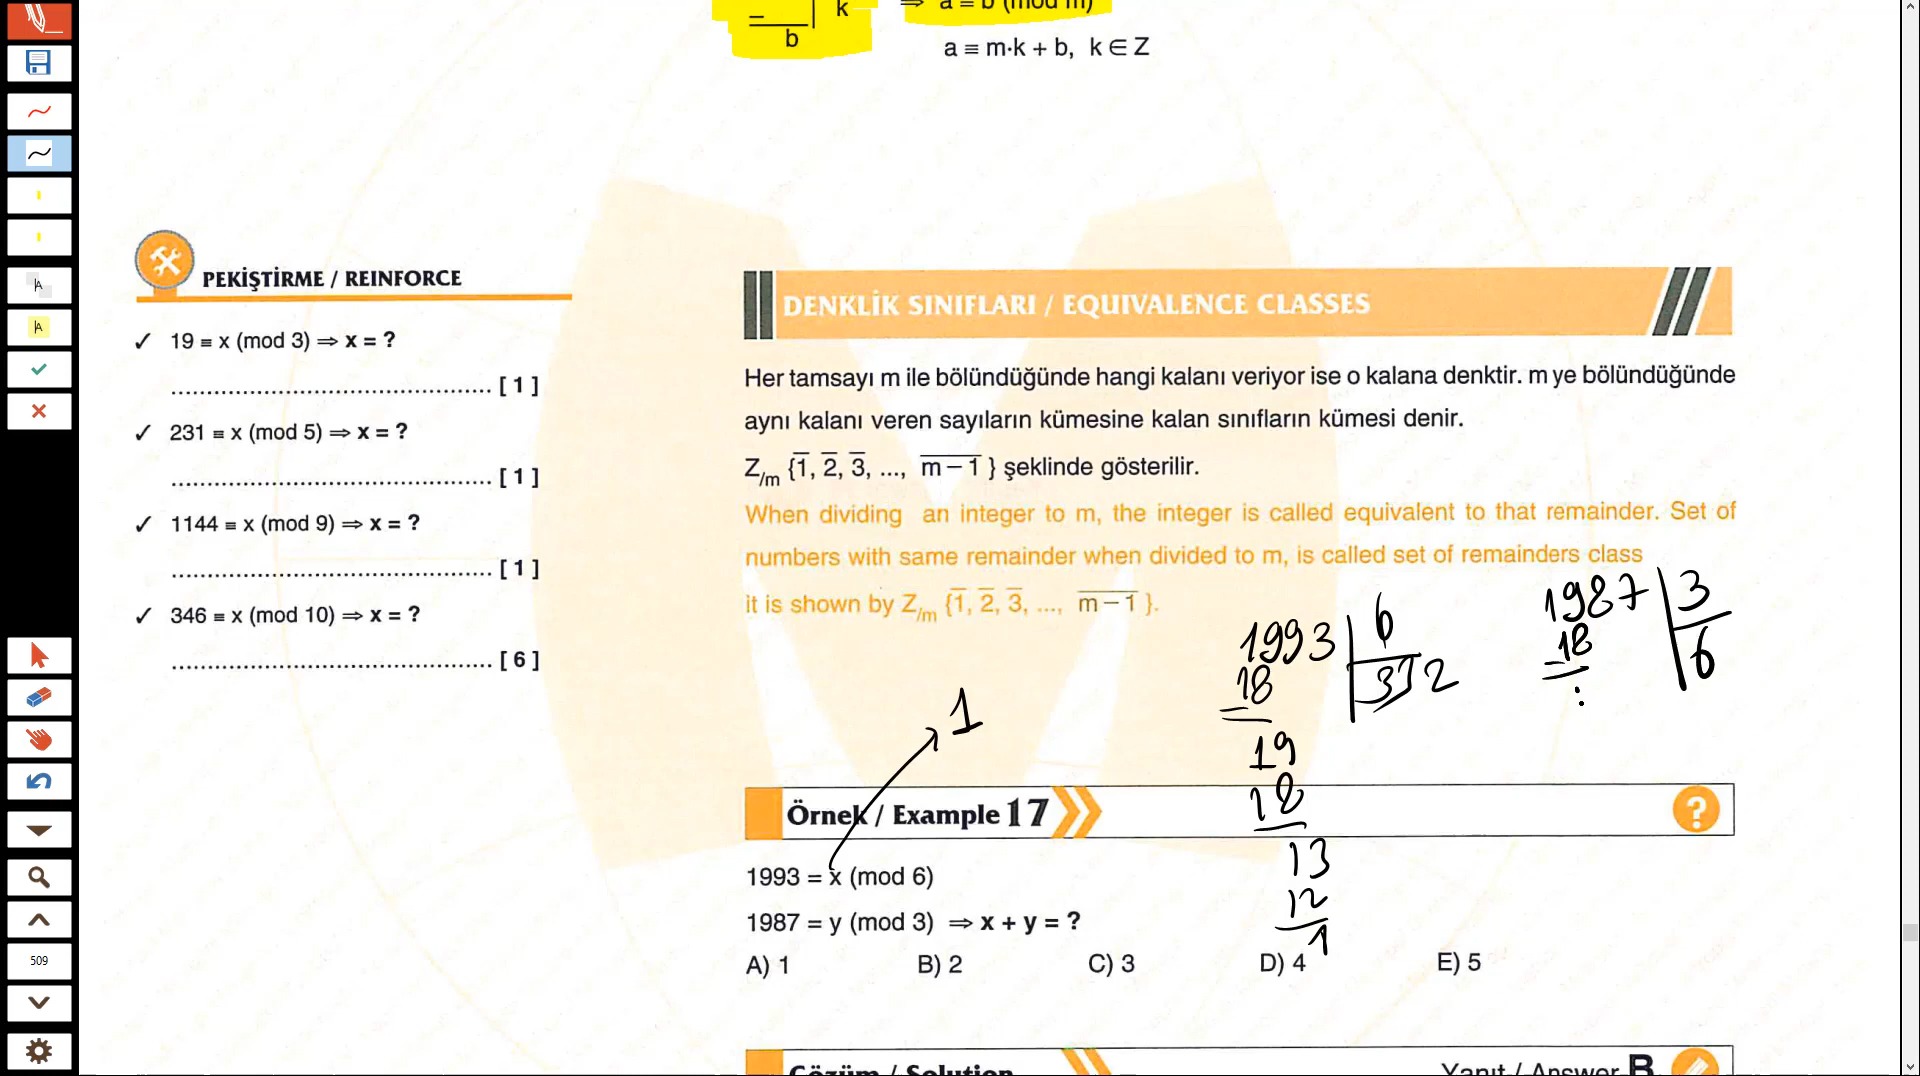 k ⇒ a ≡ b (mod m)
b
a ≡ m·k + b, k ∈ Z
PEKİŞTİRME / REINFORCE
✓ 19 ≡ x (mod 3) ⇒ x = ?
............................................ [ 1 ]
✓ 231 ≡ x (mod 5) ⇒ x = ?
............................................ [ 1 ]
✓ 1144 ≡ x (mod 9) ⇒ x = ?
............................................ [ 1 ]
✓ 346 ≡ x (mod 10) ⇒ x = ?
............................................ [ 6 ]
DENKLİK SINIFLARI / EQUIVALENCE CLASSES
Her tamsayı m ile bölündüğünde hangi kalanı veriyor ise o kalana denktir. m ye bölündüğünde
aynı kalanı veren sayıların kümesine kalan sınıfların kümesi denir.
Z/m {1̅, 2̅, 3̅, ..., m – 1} şeklinde gösterilir.
When dividing an integer to m, the integer is called equivalent to that remainder. Set of
numbers with same remainder when divided to m, is called set of remainders class
it is shown by Z/m {1̅, 2̅, 3̅, ..., m – 1}.
1993 | 6
18
19
18
13
12
1
1987 | 3
– 18 6
1
Örnek / Example 17
?
1993 = x (mod 6)
1987 = y (mod 3) ⇒ x + y = ?
A) 1 B) 2 C) 3 D) 4 E) 5
Çözüm / Solution
Yanıt / Answer B
A
A
509